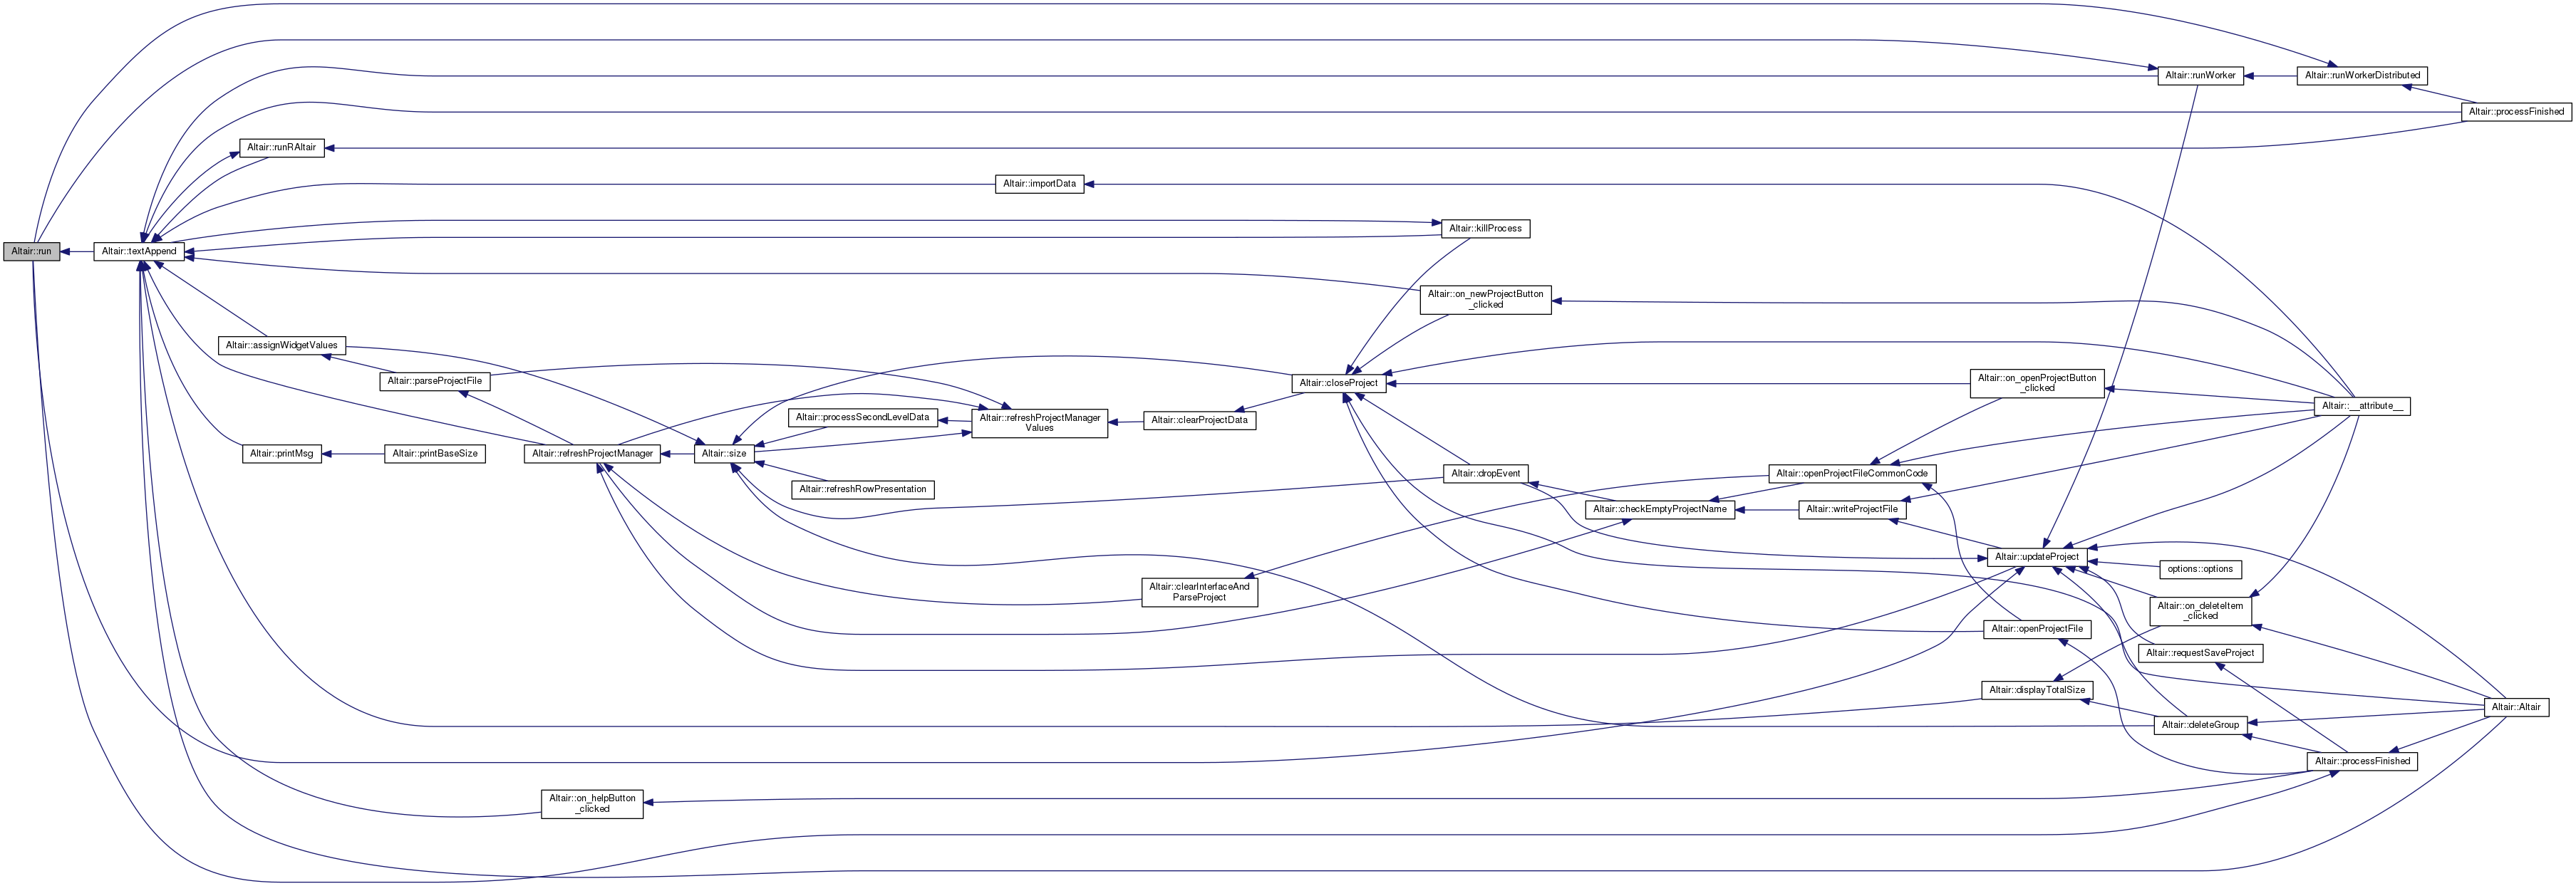 Altair::runWorker
Altair::runWorkerDistributed
Altair::processFinished
Altair::runRAltair
Altair::importData
Altair::killProcess
Altair::run
Altair::textAppend
Altair::on_newProjectButton
_clicked
Altair::assignWidgetValues
Altair::parseProjectFile
Altair::closeProject
Altair::on_openProjectButton
_clicked
Altair::__attribute__
Altair::processSecondLevelData
Altair::refreshProjectManager
Values
Altair::clearProjectData
Altair::printMsg
Altair::printBaseSize
Altair::refreshProjectManager
Altair::size
Altair::refreshRowPresentation
Altair::dropEvent
Altair::openProjectFileCommonCode
Altair::checkEmptyProjectName
Altair::writeProjectFile
Altair::updateProject
options::options
Altair::clearInterfaceAnd
ParseProject
Altair::on_deleteItem
_clicked
Altair::openProjectFile
Altair::requestSaveProject
Altair::displayTotalSize
Altair::Altair
Altair::deleteGroup
Altair::processFinished
Altair::on_helpButton
_clicked